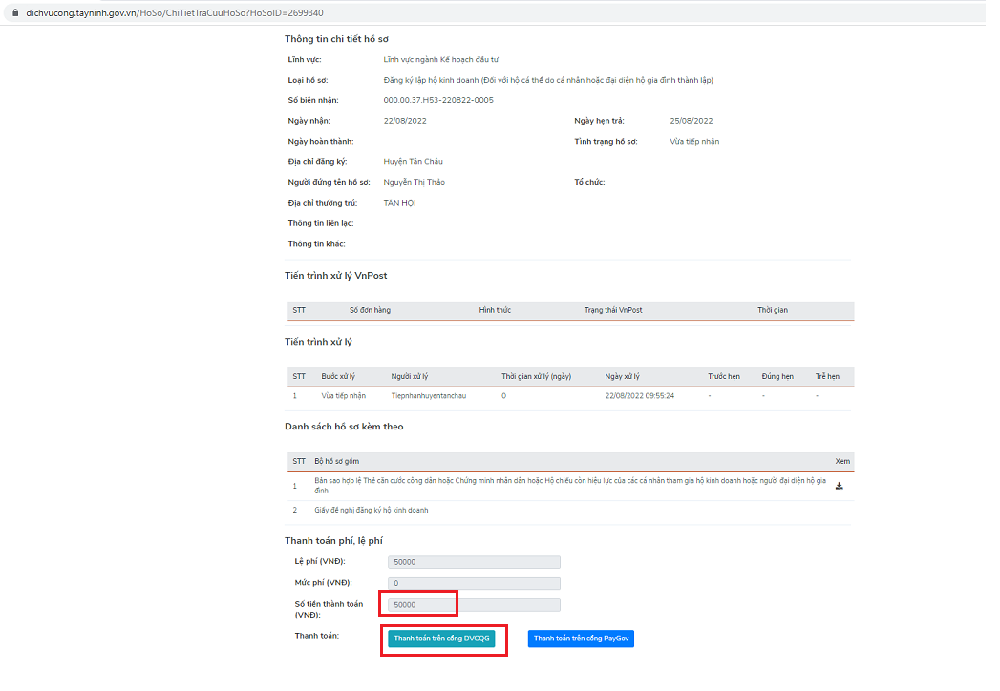 dichvucong.tayninh.gov.vn/HoSo/ChiTietTraCuuHoSo?HoSoID=2699340
Thông tin chi tiết hồ sơ
Lĩnh vực: Lĩnh vực ngành Kế hoạch đầu tư
Loại hồ sơ: Đăng ký lập hộ kinh doanh (Đối với hộ cá thể do cá nhân hoặc đại diện hộ gia đình thành lập)
Số biên nhận: 000.00.37.H53-220822-0005
Ngày nhận: 22/08/2022 Ngày hẹn trả: 25/08/2022
Ngày hoàn thành: Tình trạng hồ sơ: Vừa tiếp nhận
Địa chỉ đăng ký: Huyện Tân Châu
Người đứng tên hồ sơ: Nguyễn Thị Thảo Tổ chức:
Địa chỉ thường trú: TÂN HỘI
Thông tin liên lạc:
Thông tin khác:
Tiến trình xử lý VnPost
STT Số đơn hàng Hình thức Trạng thái VnPost Thời gian
Tiến trình xử lý
STT Bước xử lý Người xử lý Thời gian xử lý (ngày) Ngày xử lý Trước hẹn Đúng hẹn Trễ hẹn
1 Vừa tiếp nhận Tiepnhanhuyentanchau 0 22/08/2022 09:55:24 - - -
Danh sách hồ sơ kèm theo
STT Bộ hồ sơ gồm Xem
1 Bản sao hợp lệ Thẻ căn cước công dân hoặc Chứng minh nhân dân hoặc Hộ chiếu còn hiệu lực của các cá nhân tham gia hộ kinh doanh hoặc người đại diện hộ gia
đình
2 Giấy đề nghị đăng ký hộ kinh doanh
Thanh toán phí, lệ phí
Lệ phí (VNĐ): 50000
Mức phí (VNĐ): 0
Số tiền thành toán
(VNĐ): 50000
Thanh toán: Thanh toán trên cổng DVCQG Thanh toán trên cổng PayGov